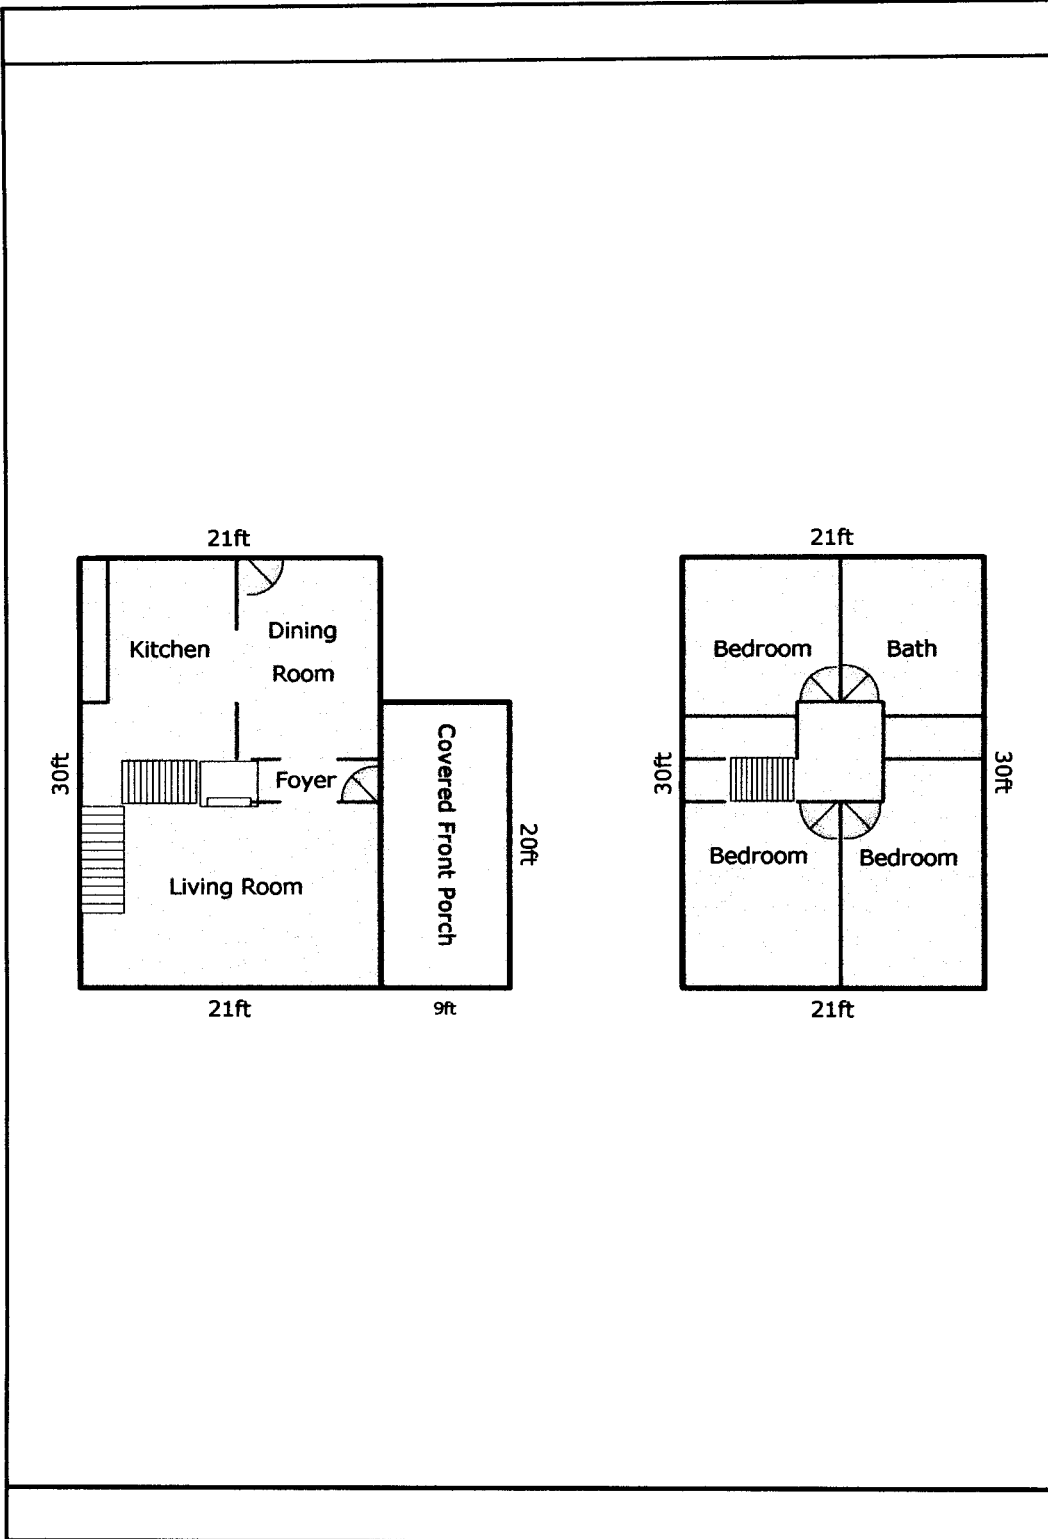 21ft
Kitchen
Dining
Room
30ft
Foyer
Living Room
Covered Front Porch
20ft
21ft
9ft
21ft
Bedroom
Bath
30ft
30ft
Bedroom
Bedroom
21ft